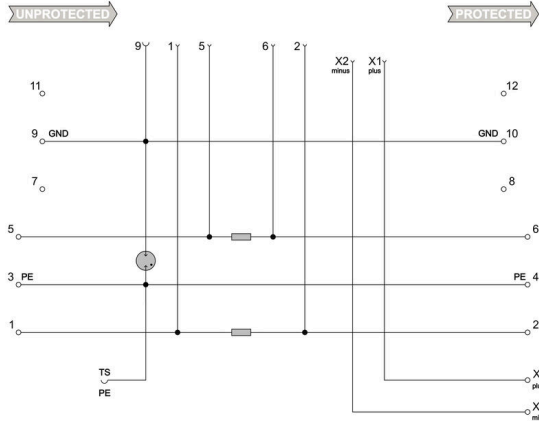 UNPROTECTED
PROTECTED
9 1 5 6 2
X2 X1
minus plus
11 12
9 GND GND 10
7 8
5 6
3 PE PE 4
1 2
TS
PE
X
X